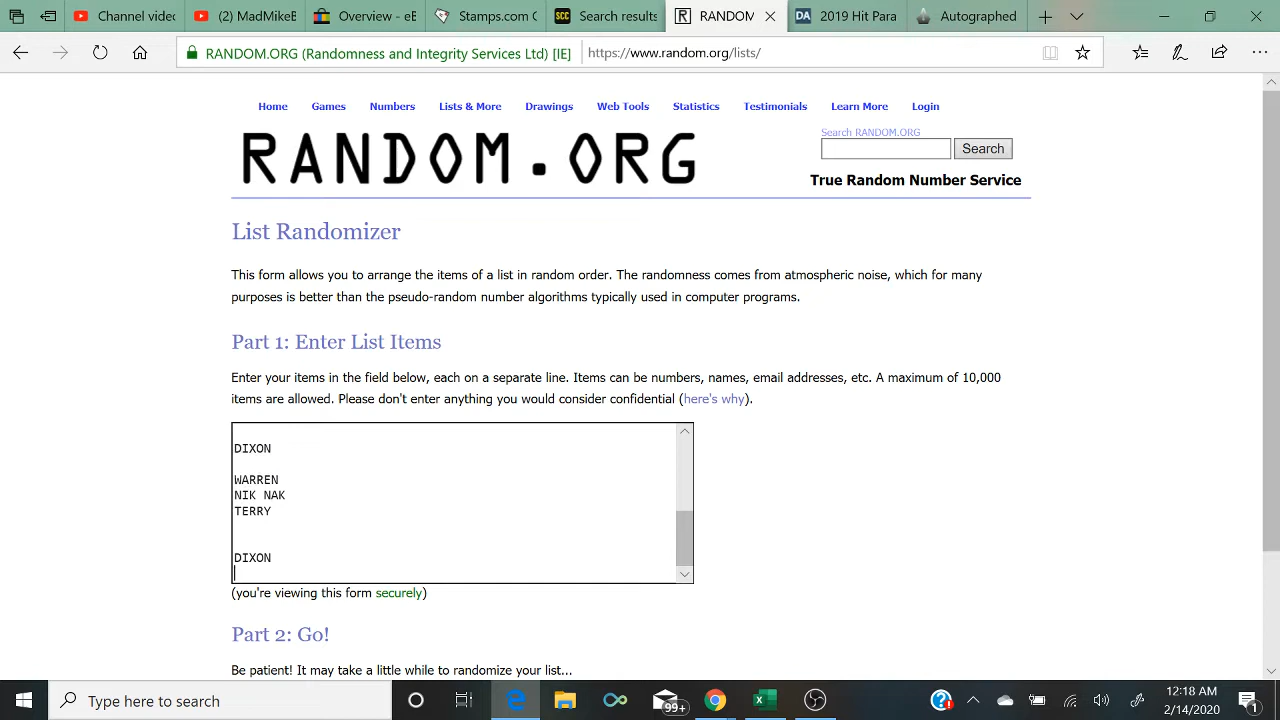 Channel video
(2) MadMike
Overview - eB
Stamps.com
Search results
RANDOM
2019 Hit Para
Autographed
RANDOM.ORG (Randomness and Integrity Services Ltd) [IE]
https://www.random.org/lists/
Home Games Numbers Lists & More Drawings Web Tools Statistics Testimonials Learn More Login
RANDOM.ORG
Search RANDOM.ORG
Search
True Random Number Service
List Randomizer
This form allows you to arrange the items of a list in random order. The randomness comes from atmospheric noise, which for many
purposes is better than the pseudo-random number algorithms typically used in computer programs.
Part 1: Enter List Items
Enter your items in the field below, each on a separate line. Items can be numbers, names, email addresses, etc. A maximum of 10,000
items are allowed. Please don't enter anything you would consider confidential (here's why).
DIXON
WARREN
NIK NAK
TERRY
DIXON
(you're viewing this form securely)
Part 2: Go!
Be patient! It may take a little while to randomize your list...
Type here to search
99+
12:18 AM
2/14/2020
1